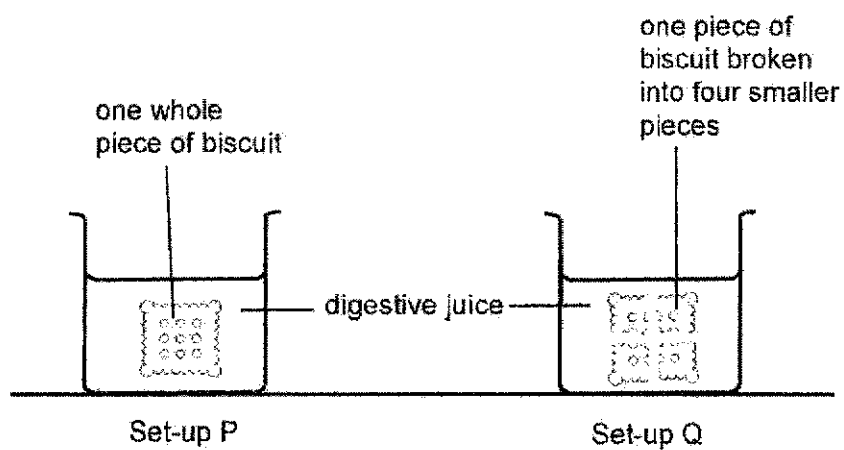 one piece of
biscuit broken
into four smaller
pieces
one whole
piece of biscuit
digestive juice
Set-up P
Set-up Q